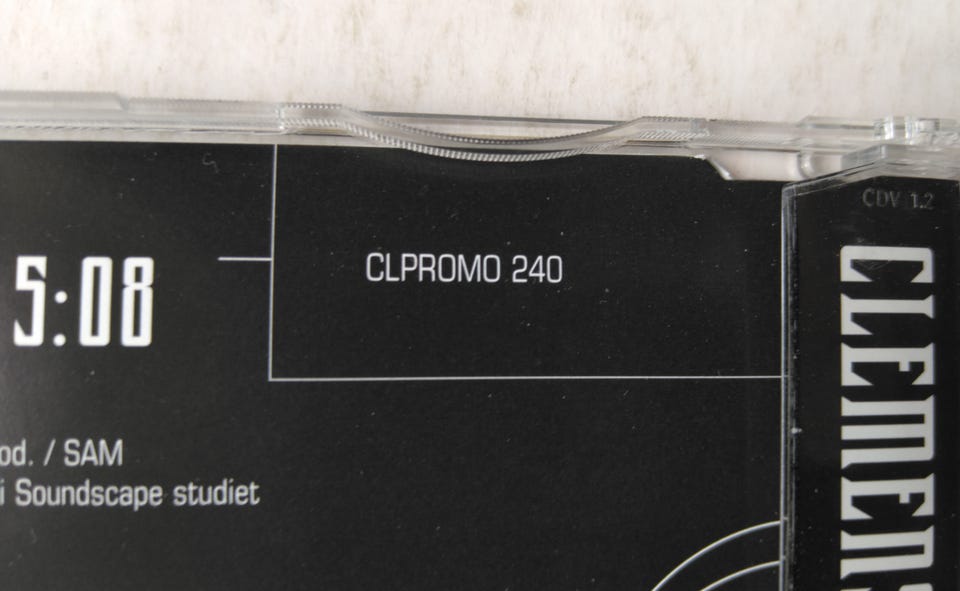 CLPROMO 240
5:08
od. / SAM
i Soundscape studiet
CDV 1.2
CLEMENS